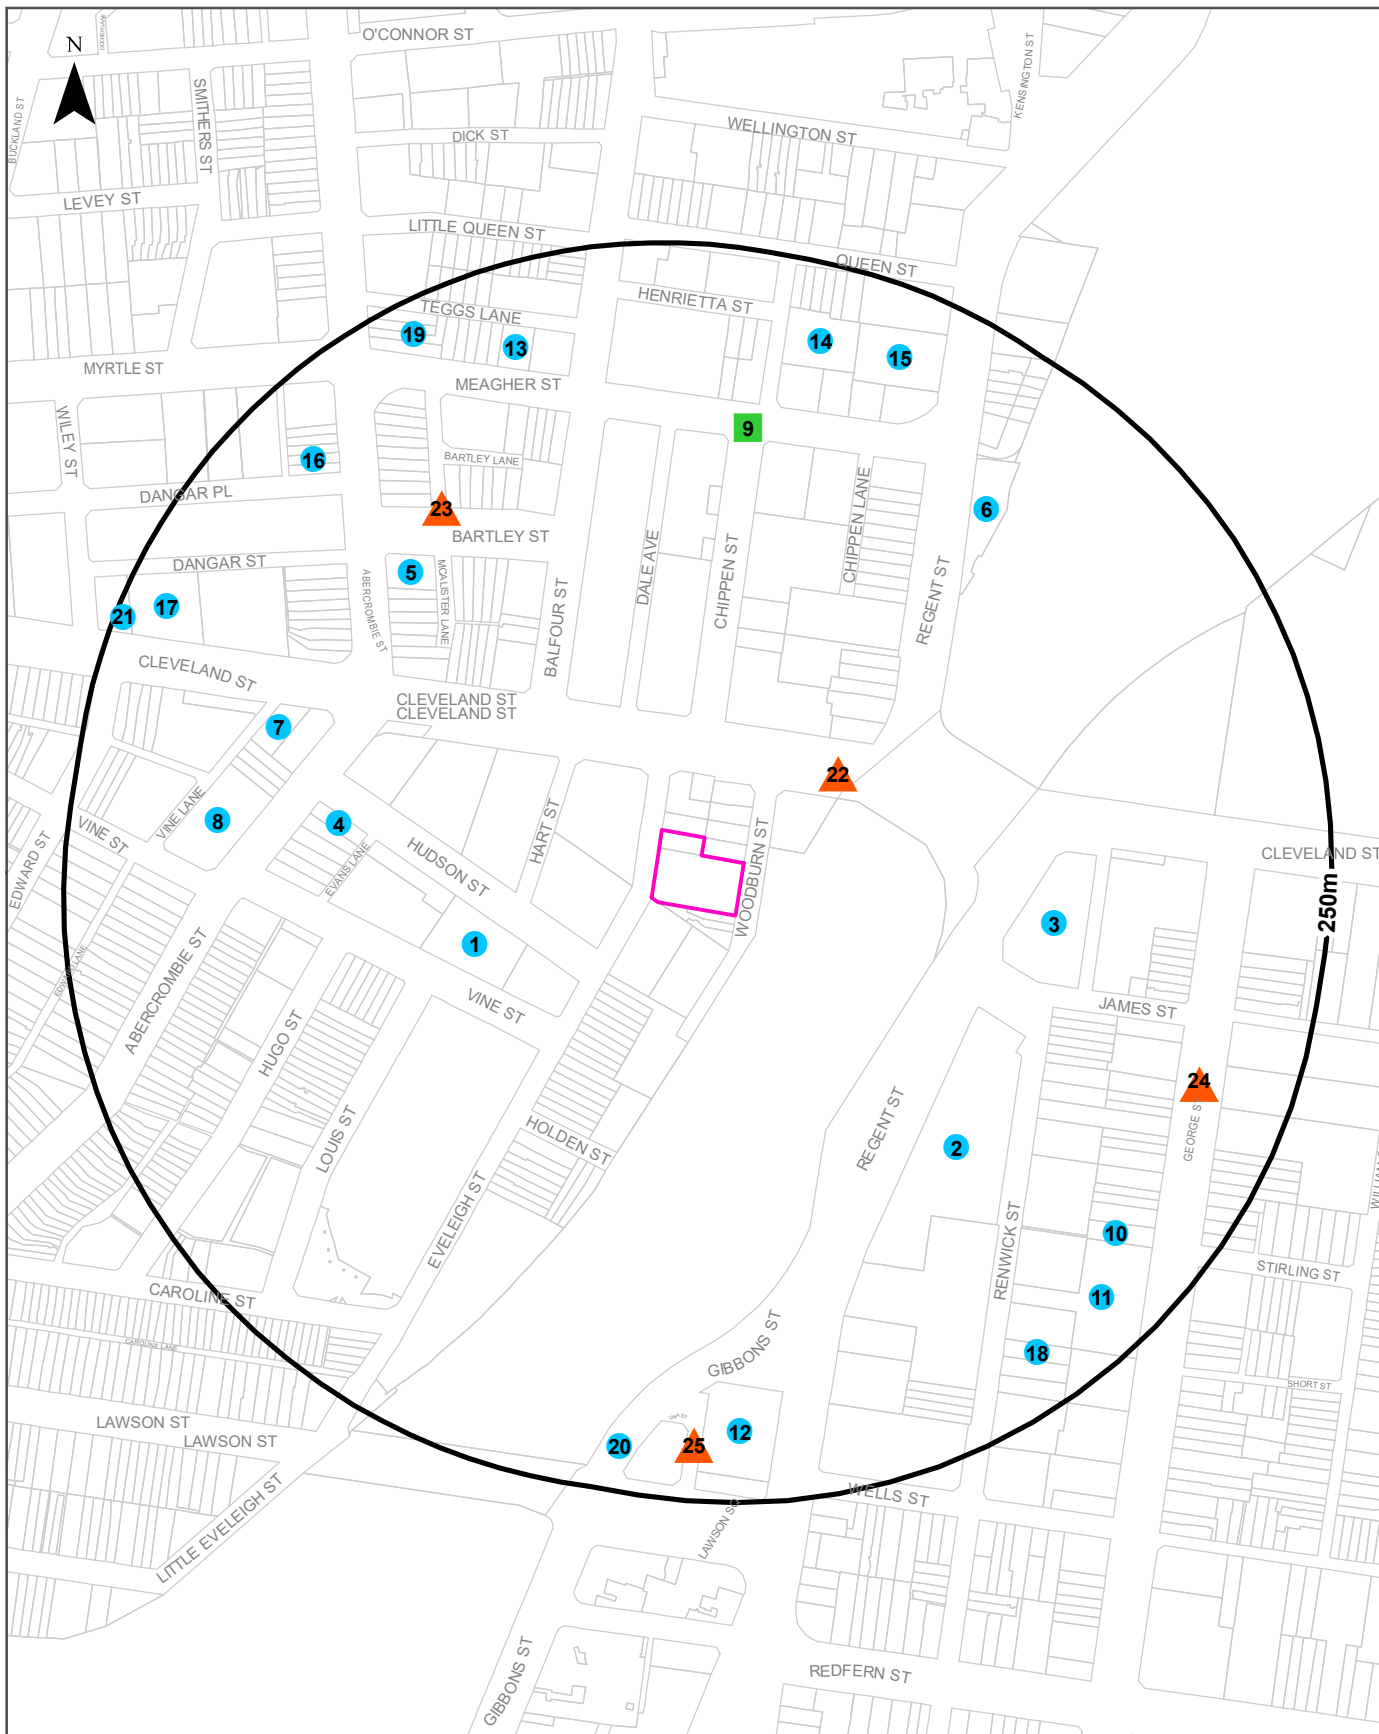 O'CONNOR ST
DOCHER LANE
N
KENSINGTON ST
SMITHERS ST
BUCKLAND ST
WELLINGTON ST
DICK ST
LEVEY ST
LITTLE QUEEN ST
QUEEN ST
HENRIETTA ST
TEGGS LANE
19
13
14
15
MYRTLE ST
MEAGHER ST
WILEY ST
9
16
BARTLEY LANE
DANGAR PL
CHIPPEN LANE
23
6
BARTLEY ST
DANGAR ST
5
MCALISTER LANE
ABERCROMBIE ST
DALE AVE
CHIPPEN ST
REGENT ST
BALFOUR ST
21
17
CLEVELAND ST
CLEVELAND ST
CLEVELAND ST
7
22
4
8
VINE LANE
VINE ST
HART ST
HUDSON ST
EVANS LANE
EDWARD ST
WOODBURN ST
CLEVELAND ST
250m
3
1
EDWARD LANE
ABERCROMBIE ST
VINE ST
JAMES ST
HUGO ST
24
GEORGE ST
REGENT ST
LOUIS ST
HOLDEN ST
2
EVELEIGH ST
RENWICK ST
10
STIRLING ST
CAROLINE ST
11
CAROLINE LANE
GIBBONS ST
18
SHORT ST
LAWSON ST
LAWSON ST
12
20
25
WELLS ST
LITTLE EVELEIGH ST
LAWSON SQ
GIBBONS ST
REDFERN ST